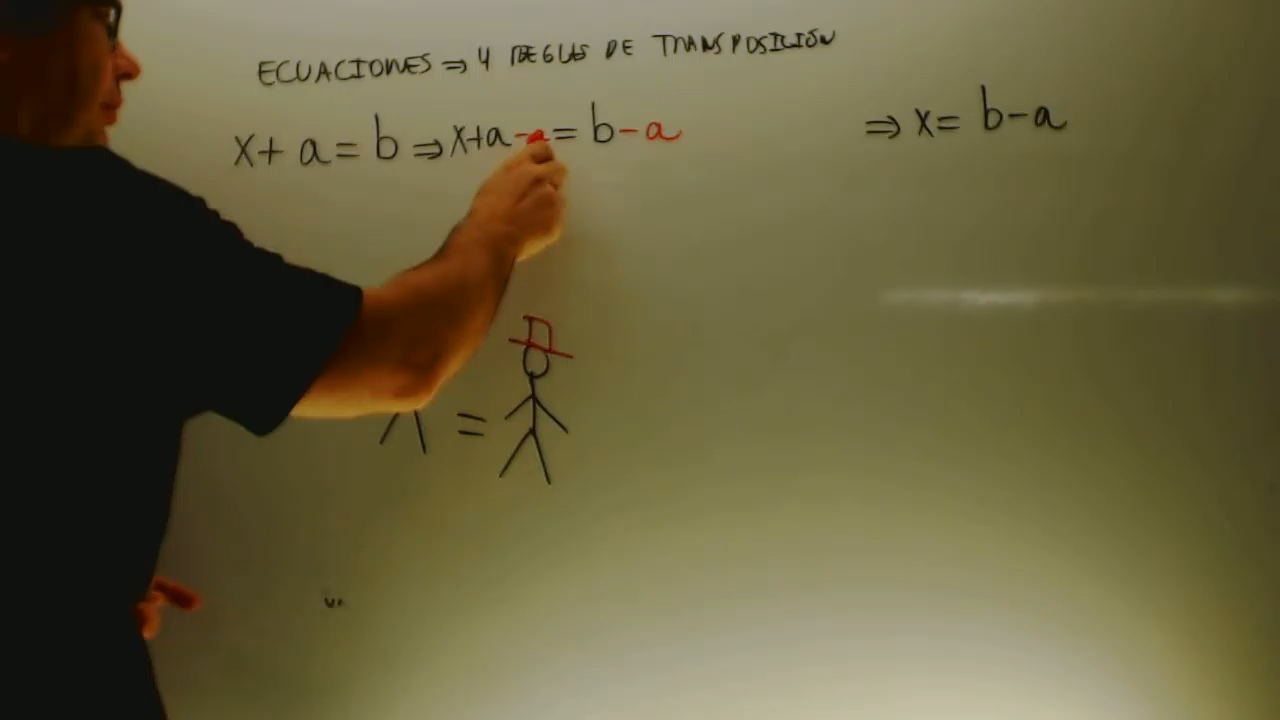 ECUACIONES ⇒ 4 REGLAS DE TRANSPOSICIÓN
x + a = b ⇒ x+a -a = b - a ⇒ x = b - a
=